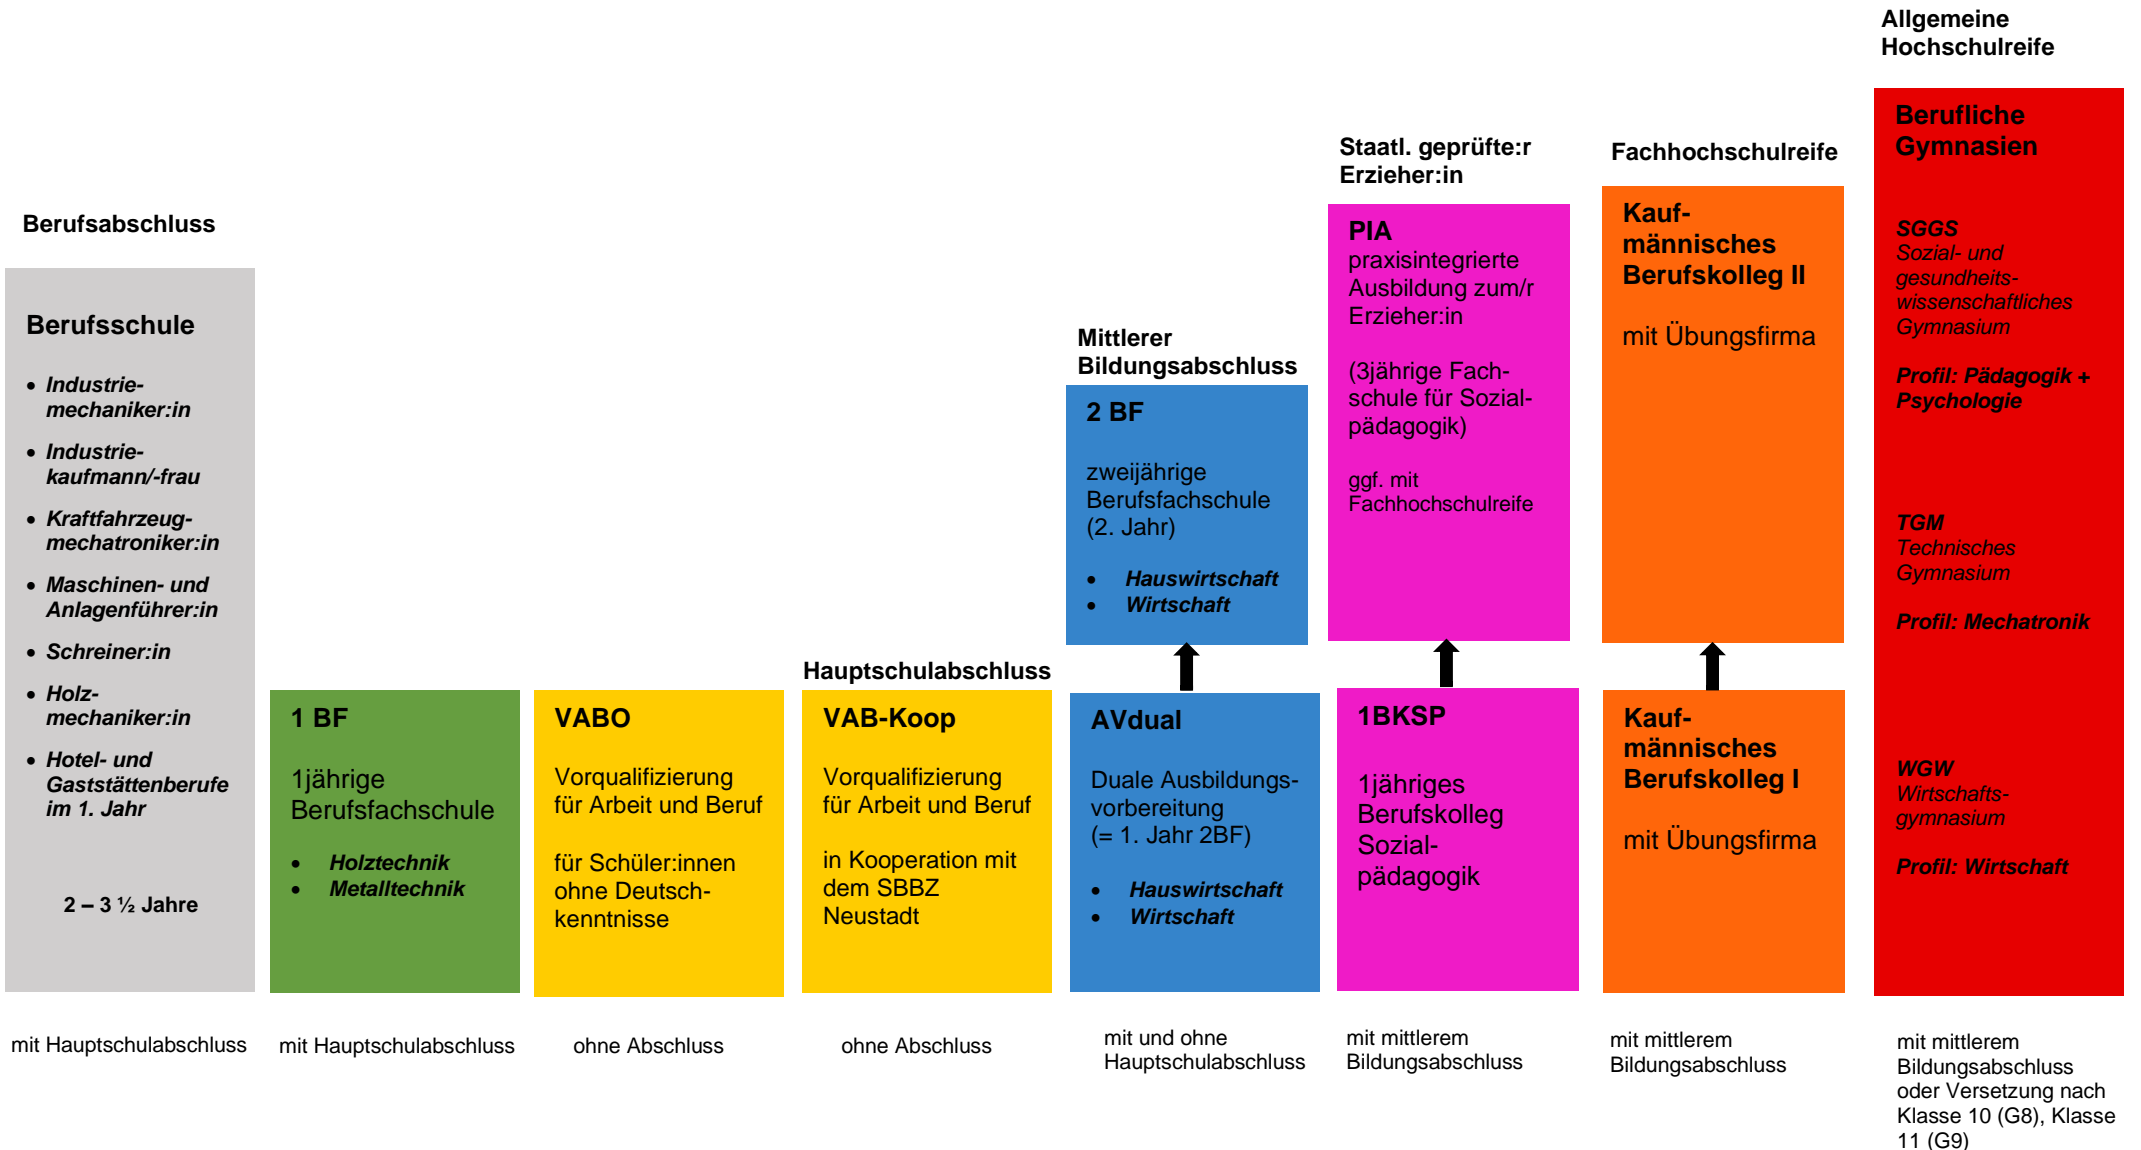 Berufsabschluss
Berufsschule
• Industrie-
mechaniker:in
• Industrie-
kaufmann/-frau
• Kraftfahrzeug-
mechatroniker:in
• Maschinen- und
Anlagenführer:in
• Schreiner:in
• Holz-
mechaniker:in
• Hotel- und
Gaststättenberufe
im 1. Jahr
2 – 3 ½ Jahre
mit Hauptschulabschluss
1 BF
1jährige
Berufsfachschule
• Holztechnik
• Metalltechnik
mit Hauptschulabschluss
VABO
Vorqualifizierung
für Arbeit und Beruf
für Schüler:innen
ohne Deutsch-
kenntnisse
ohne Abschluss
Hauptschulabschluss
VAB-Koop
Vorqualifizierung
für Arbeit und Beruf
in Kooperation mit
dem SBBZ
Neustadt
ohne Abschluss
Mittlerer
Bildungsabschluss
2 BF
zweijährige
Berufsfachschule
(2. Jahr)
• Hauswirtschaft
• Wirtschaft
AVdual
Duale Ausbildungs-
vorbereitung
(= 1. Jahr 2BF)
• Hauswirtschaft
• Wirtschaft
mit und ohne
Hauptschulabschluss
Staatl. geprüfte:r
Erzieher:in
PIA
praxisintegrierte
Ausbildung zum/r
Erzieher:in
(3jährige Fach-
schule für Sozial-
pädagogik)
ggf. mit
Fachhochschulreife
1BKSP
1jähriges
Berufskolleg
Sozial-
pädagogik
mit mittlerem
Bildungsabschluss
Fachhochschulreife
Kauf-
männisches
Berufskolleg II
mit Übungsfirma
Kauf-
männisches
Berufskolleg I
mit Übungsfirma
mit mittlerem
Bildungsabschluss
Allgemeine
Hochschulreife
Berufliche
Gymnasien
SGGS
Sozial- und
gesundheits-
wissenschaftliches
Gymnasium
Profil: Pädagogik +
Psychologie
TGM
Technisches
Gymnasium
Profil: Mechatronik
WGW
Wirtschafts-
gymnasium
Profil: Wirtschaft
mit mittlerem
Bildungsabschluss
oder Versetzung nach
Klasse 10 (G8), Klasse
11 (G9)